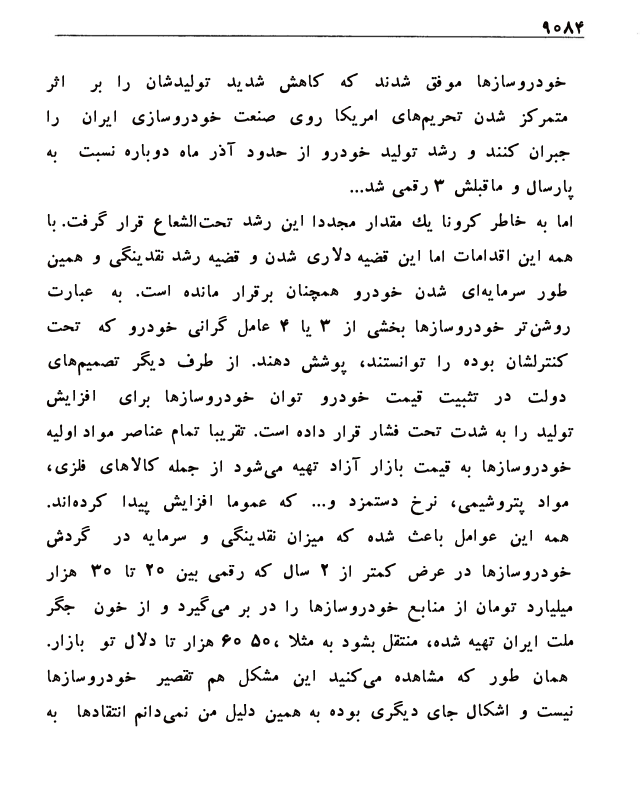 ۹۰۸۴
خودروسازها موفق شدند که کاهش شدید تولیدشان را بر اثر
متمرکز شدن تحریم‌های امریکا روی صنعت خودروسازی ایران را
جبران کنند و رشد تولید خودرو از حدود آذر ماه دوباره نسبت به
پارسال و ماقبلش ۳ رقمی شد...
اما به خاطر کرونا یك مقدار مجددا این رشد تحت‌الشعاع قرار گرفت. با
همه این اقدامات اما این قضیه دلاری شدن و قضیه رشد نقدینگی و همین
طور سرمایه‌ای شدن خودرو همچنان برقرار مانده است. به عبارت
روشن‌تر خودروسازها بخشی از ۳ یا ۴ عامل گرانی خودرو که تحت
کنترلشان بوده را توانستند، پوشش دهند. از طرف دیگر تصمیم‌های
دولت در تثبیت قیمت خودرو توان خودروسازها برای افزایش
تولید را به شدت تحت فشار قرار داده است. تقریبا تمام عناصر مواد اولیه
خودروسازها به قیمت بازار آزاد تهیه می‌شود از جمله کالاهای فلزی،
مواد پتروشیمی، نرخ دستمزد و... که عموما افزایش پیدا کرده‌اند.
همه این عوامل باعث شده که میزان نقدینگی و سرمایه در گردش
خودروسازها در عرض کمتر از ۲ سال که رقمی بین ۲۰ تا ۳۰ هزار
میلیارد تومان از منابع خودروسازها را در بر می‌گیرد و از خون جگر
ملت ایران تهیه شده، منتقل بشود به مثلا ،۵۰ ۶۰ هزار تا دلال تو بازار.
همان طور که مشاهده می‌کنید این مشکل هم تقصیر خودروسازها
نیست و اشکال جای دیگری بوده به همین دلیل من نمی‌دانم انتقادها به